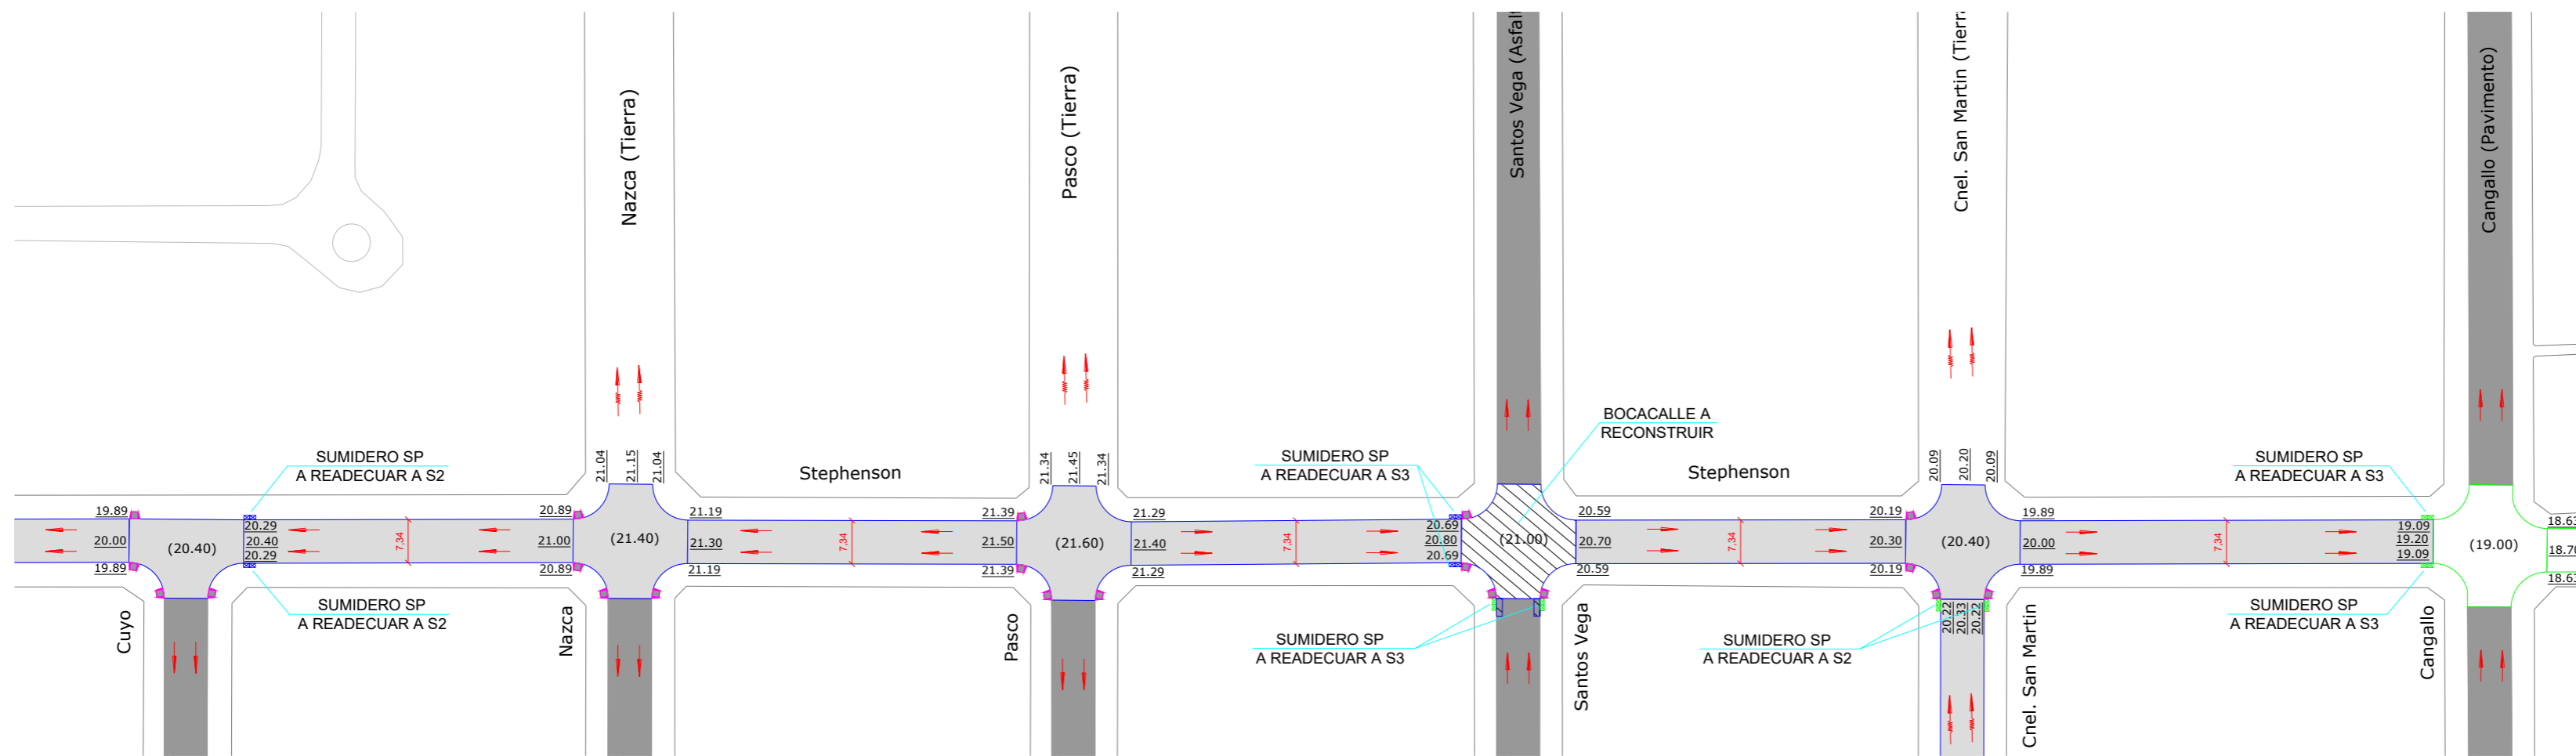 Nazca (Tierra)
Pasco (Tierra)
Santos Vega (Asfalt
Cnel. San Martin (Tierra
Cangallo (Pavimento)
BOCACALLE A
RECONSTRUIR
SUMIDERO SP
A READECUAR A S2
SUMIDERO SP
A READECUAR A S3
SUMIDERO SP
A READECUAR A S3
Stephenson
Stephenson
21.04
21.15
21.04
21.34
21.45
21.34
20.09
20.20
20.09
19.89
20.00
19.89
(20.40)
20.29
20.40
20.29
7,34
20.89
21.00
20.89
(21.40)
21.19
21.30
21.19
7,34
21.39
21.50
21.39
(21.60)
21.29
21.40
21.29
7,34
20.69
20.80
20.69
(21.00)
20.59
20.70
20.59
7,34
20.19
20.30
20.19
(20.40)
19.89
20.00
19.89
7,34
19.09
19.20
19.09
(19.00)
18.63
18.70
18.63
20.22
20.33
20.22
SUMIDERO SP
A READECUAR A S2
SUMIDERO SP
A READECUAR A S3
SUMIDERO SP
A READECUAR A S2
SUMIDERO SP
A READECUAR A S3
Cuyo
Nazca
Pasco
Santos Vega
Cnel. San Martin
Cangallo